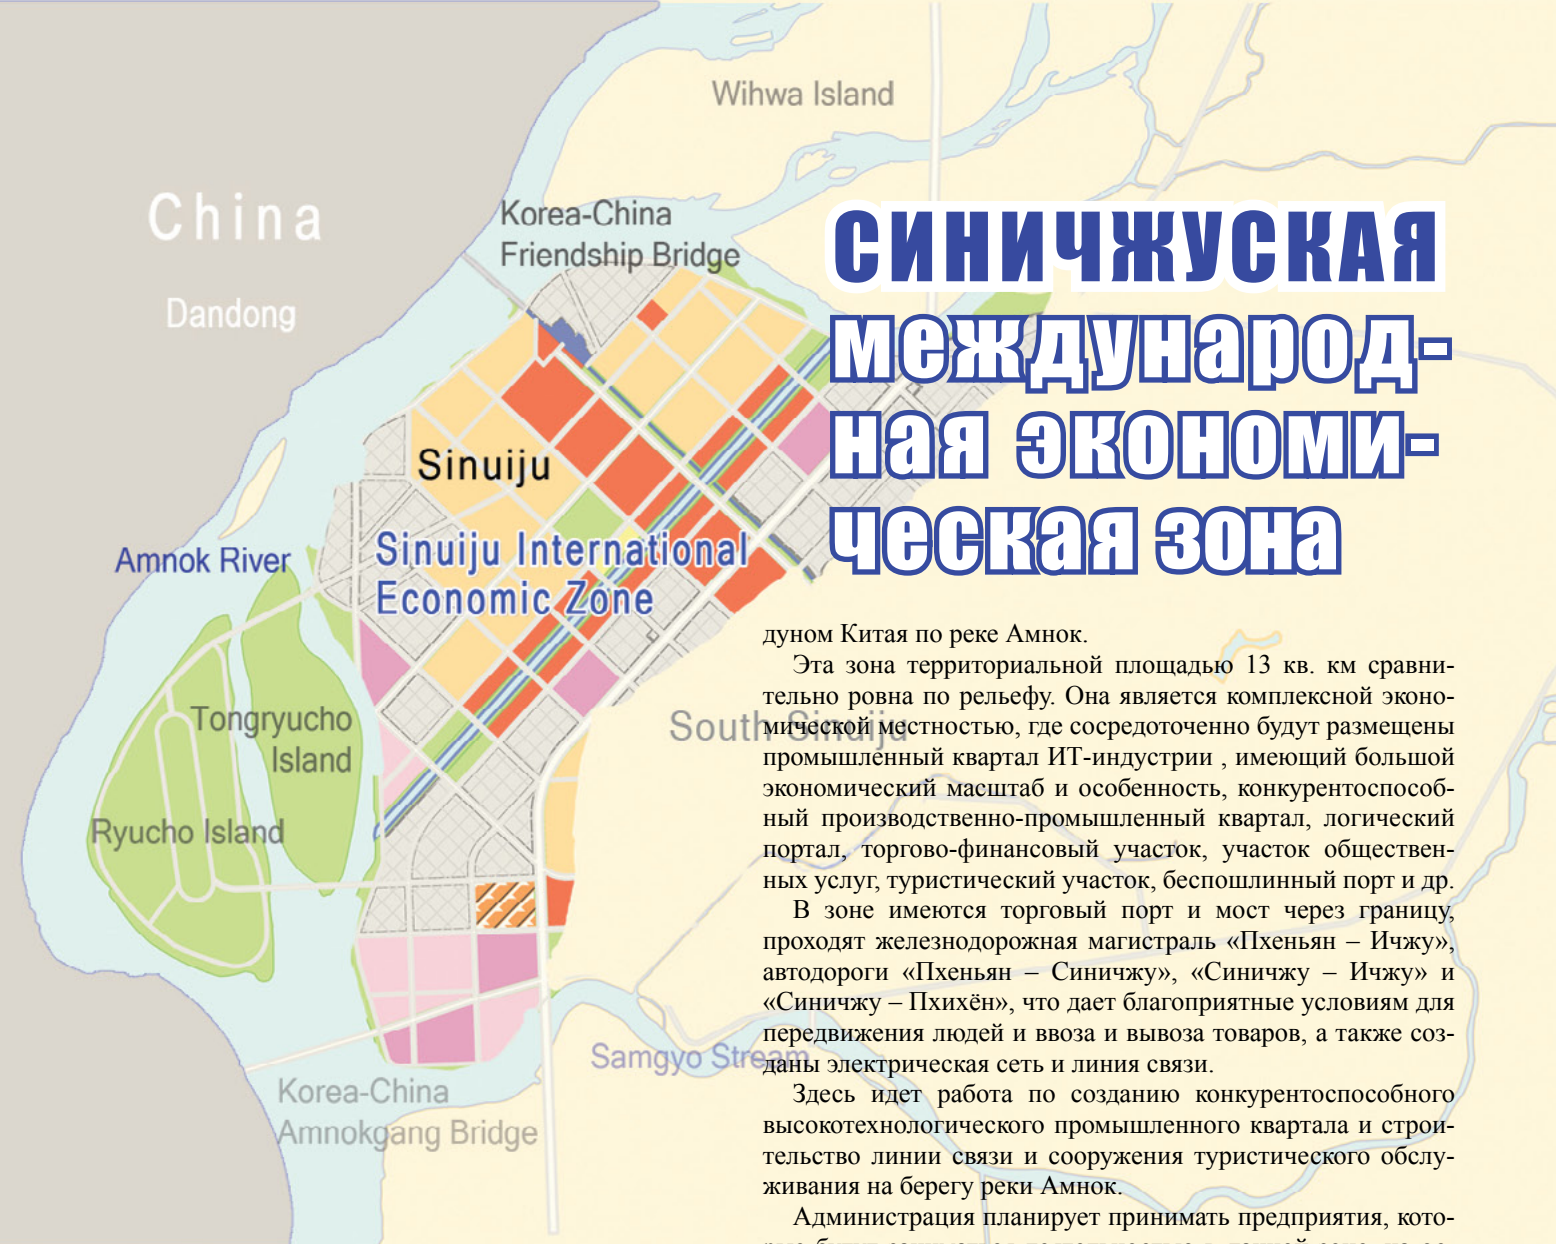 Wihwa Island
China
Korea-China
Friendship Bridge
Dandong
СИНИЧЖУСКАЯ
международ-
ная экономи-
ческая зона
Sinuiju
Sinuiju International
Economic Zone
Amnok River
Tongryucho
Island
Ryucho Island
South Sinuiju
Samgyo Stream
Korea-China
Amnokgang Bridge
дуном Китая по реке Амнок.
Эта зона территориальной площадью 13 кв. км сравни-
тельно ровна по рельефу. Она является комплексной эконо-
мической местностью, где сосредоточенно будут размещены
промышленный квартал ИТ-индустрии , имеющий большой
экономический масштаб и особенность, конкурентоспособ-
ный производственно-промышленный квартал, логический
портал, торгово-финансовый участок, участок обществен-
ных услуг, туристический участок, беспошлинный порт и др.
В зоне имеются торговый порт и мост через границу,
проходят железнодорожная магистраль «Пхеньян – Ичжу»,
автодороги «Пхеньян – Синичжу», «Синичжу – Ичжу» и
«Синичжу – Пхихён», что дает благоприятные условиям для
передвижения людей и ввоза и вывоза товаров, а также соз-
даны электрическая сеть и линия связи.
Здесь идет работа по созданию конкурентоспособного
высокотехнологического промышленного квартала и строи-
тельство линии связи и сооружения туристического обслу-
живания на берегу реки Амнок.
Администрация планирует принимать предприятия, кото-